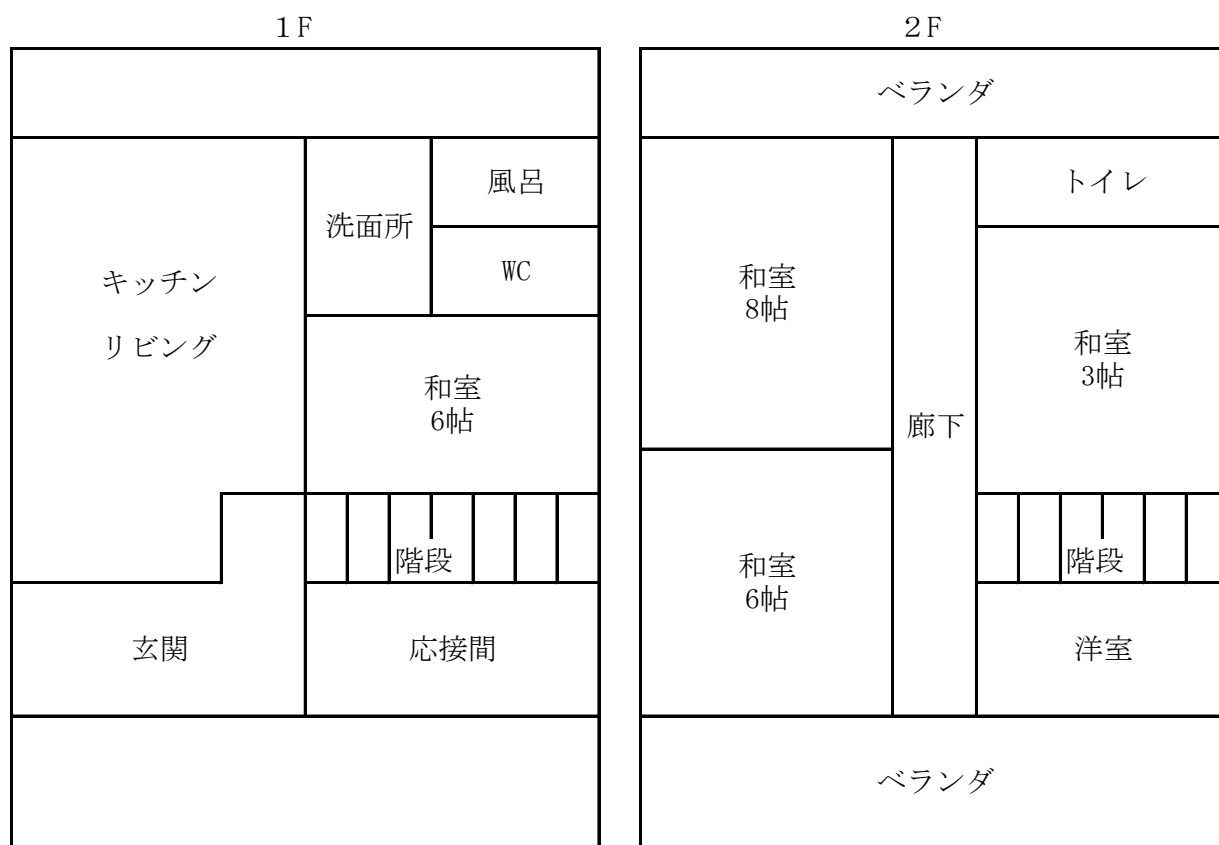 １F
キッチン
リビング
洗面所
風呂
WC
和室
6帖
階段
玄関
応接間
２F
ベランダ
和室
8帖
トイレ
和室
3帖
廊下
和室
6帖
階段
洋室
ベランダ